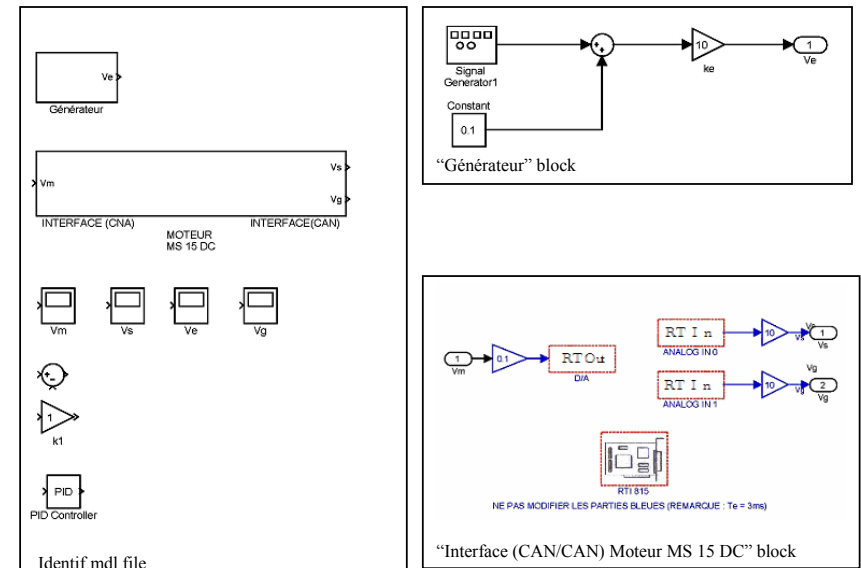 Ve
Générateur
Vm
Vs
Vg
INTERFACE (CNA)
INTERFACE(CAN)
MOTEUR
MS 15 DC
Vm
Vs
Ve
Vg
1
k1
PID
PID Controller
Identif mdl file
Signal
Generator1
Constant
0.1
10
ke
1
Ve
“Générateur” block
1
Vm
0.1
RT Out
D/A
RT In
ANALOG IN 0
10
Vs
1
Vs
RT In
ANALOG IN 1
10
Vg
Vg
2
Vg
RTI 815
NE PAS MODIFIER LES PARTIES BLEUES (REMARQUE : Te = 3ms)
“Interface (CAN/CAN) Moteur MS 15 DC” block